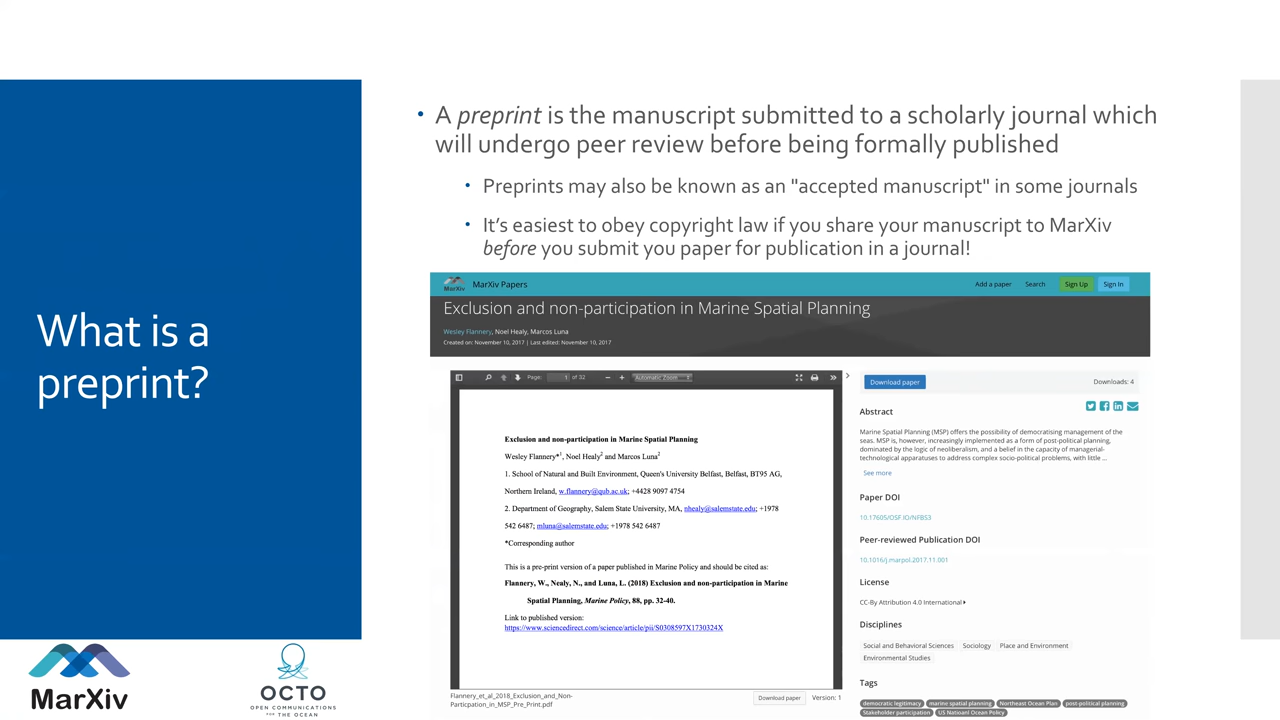 What is a
preprint?
• A preprint is the manuscript submitted to a scholarly journal which
will undergo peer review before being formally published
• Preprints may also be known as an "accepted manuscript" in some journals
• It's easiest to obey copyright law if you share your manuscript to MarXiv
before you submit you paper for publication in a journal!
MarXiv MarXiv Papers Add a paper Search Sign Up Sign In
Exclusion and non-participation in Marine Spatial Planning
Wesley Flannery, Noel Healy, Marcos Luna
Created on: November 10, 2017 | Last edited: November 10, 2017
Page: 1 of 32 Automatic Zoom
Exclusion and non-participation in Marine Spatial Planning
Wesley Flannery*1, Noel Healy2 and Marcos Luna2
1. School of Natural and Built Environment, Queen's University Belfast, Belfast, BT95 AG,
Northern Ireland, w.flannery@qub.ac.uk; +4428 9097 4754
2. Department of Geography, Salem State University, MA, nhealy@salemstate.edu; +1978
542 6487; mluna@salemstate.edu; +1978 542 6487
*Corresponding author
This is a pre-print version of a paper published in Marine Policy and should be cited as:
Flannery, W., Nealy, N., and Luna, L. (2018) Exclusion and non-participation in Marine
Spatial Planning, Marine Policy, 88, pp. 32-40.
Link to published version:
https://www.sciencedirect.com/science/article/pii/S0308597X1730324X
Flannery_et_al_2018_Exclusion_and_Non-
Particpation_in_MSP_Pre_Print.pdf
Download paper Version: 1
Download paper Downloads: 4
Abstract
Marine Spatial Planning (MSP) offers the possibility of democratising management of the
seas. MSP is, however, increasingly implemented as a form of post-political planning,
dominated by the logic of neoliberalism, and a belief in the capacity of managerial-
technological apparatuses to address complex socio-political problems, with little ...
See more
Paper DOI
10.17605/OSF.IO/NFBS3
Peer-reviewed Publication DOI
10.1016/j.marpol.2017.11.001
License
CC-By Attribution 4.0 International
Disciplines
Social and Behavioral Sciences Sociology Place and Environment
Environmental Studies
Tags
democratic legitimacy marine spatial planning Northeast Ocean Plan post-political planning
Stakeholder participation US Natioanl Ocean Policy
MarXiv
OCTO
OPEN COMMUNICATIONS
FOR THE OCEAN